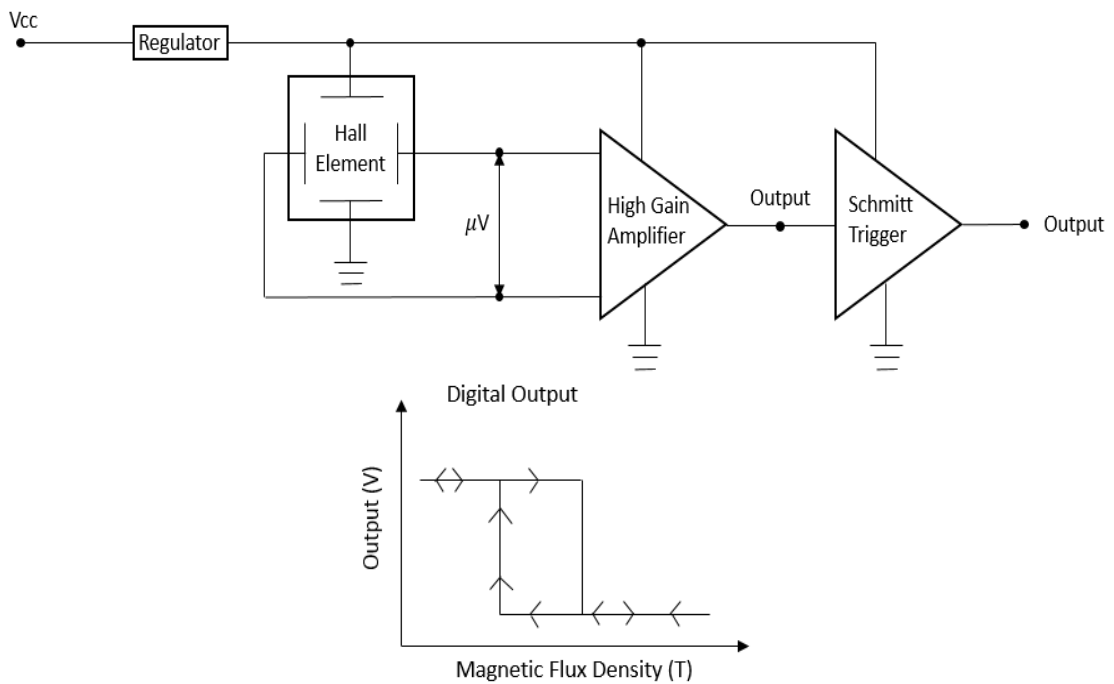 Vcc
Regulator
Hall
Element
μV
High Gain
Amplifier
Output
Schmitt
Trigger
Output
Digital Output
Output (V)
Magnetic Flux Density (T)